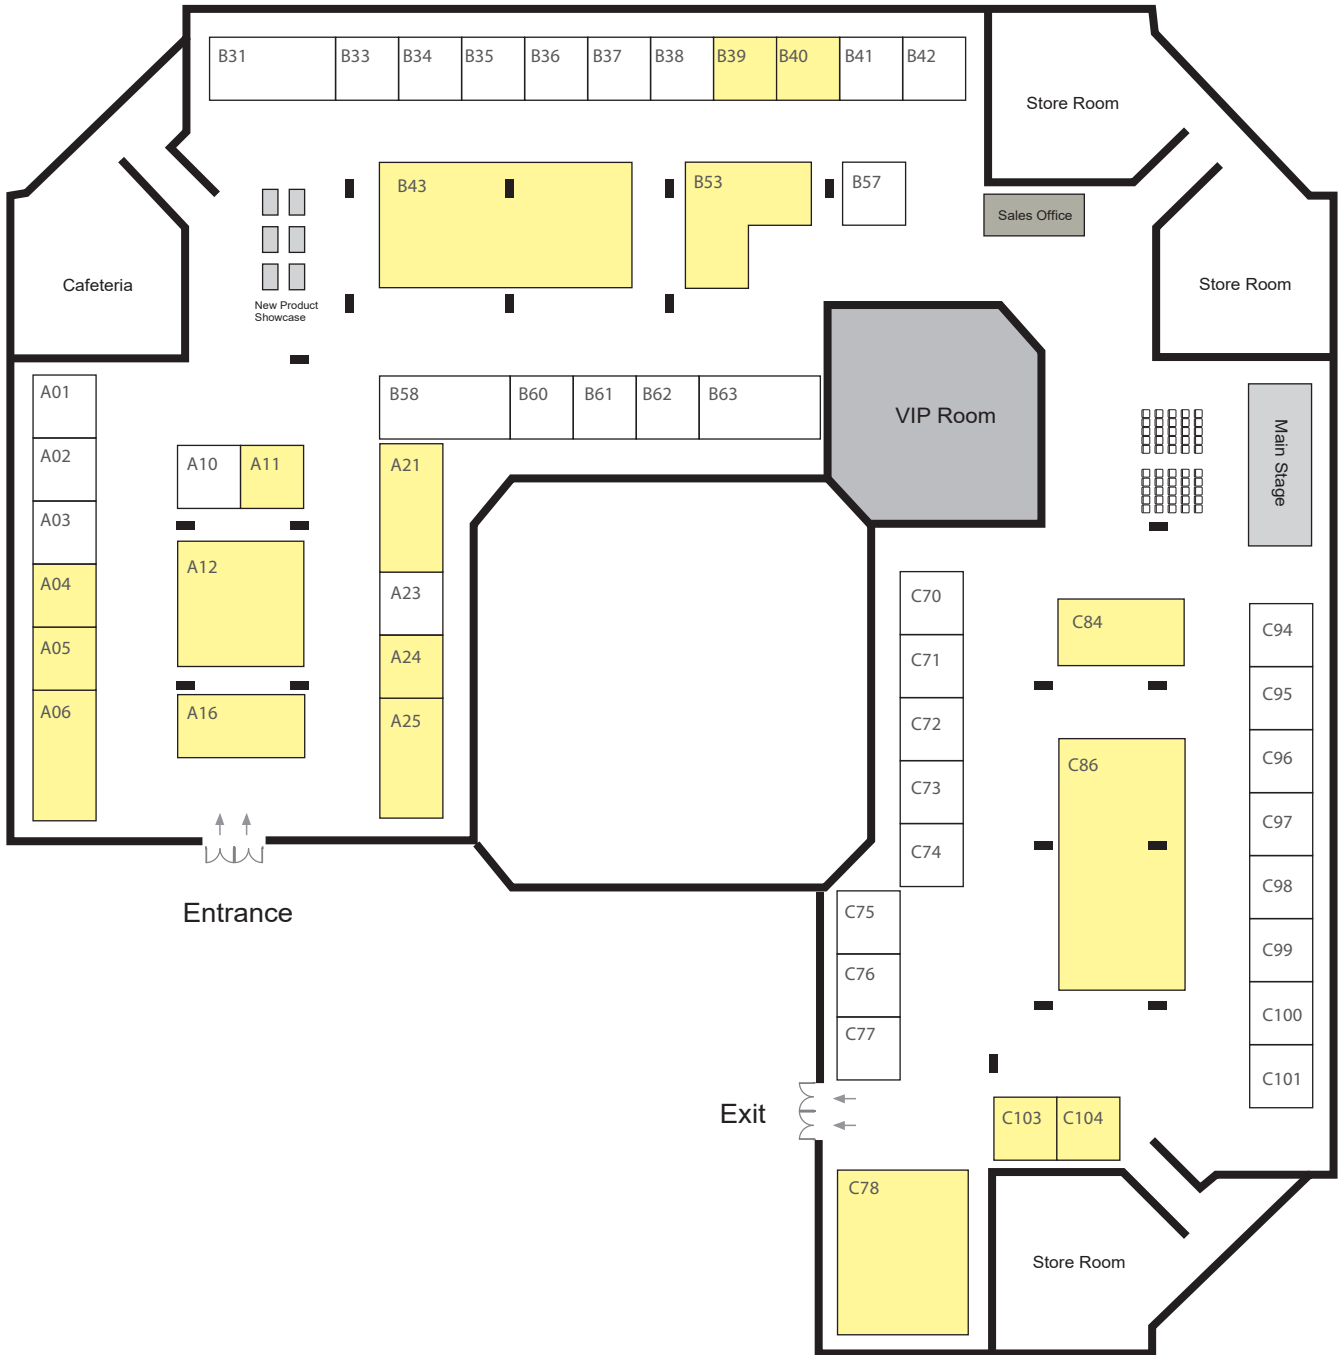 B31 B33 B34 B35 B36 B37 B38 B39 B40 B41 B42
Store Room
B43 B53 B57
Sales Office
Cafeteria
Store Room
New Product
Showcase
A01
B58 B60 B61 B62 B63
VIP Room
Main Stage
A02
A10 A11
A21
A03
A04
A12
A23
A05
A24
A06
A16
A25
C70
C84
C94
C71
C95
C72
C96
C86
C73
C97
C74
C98
Entrance
C75
C99
C76
C100
C77
C101
Exit
C103 C104
C78
Store Room